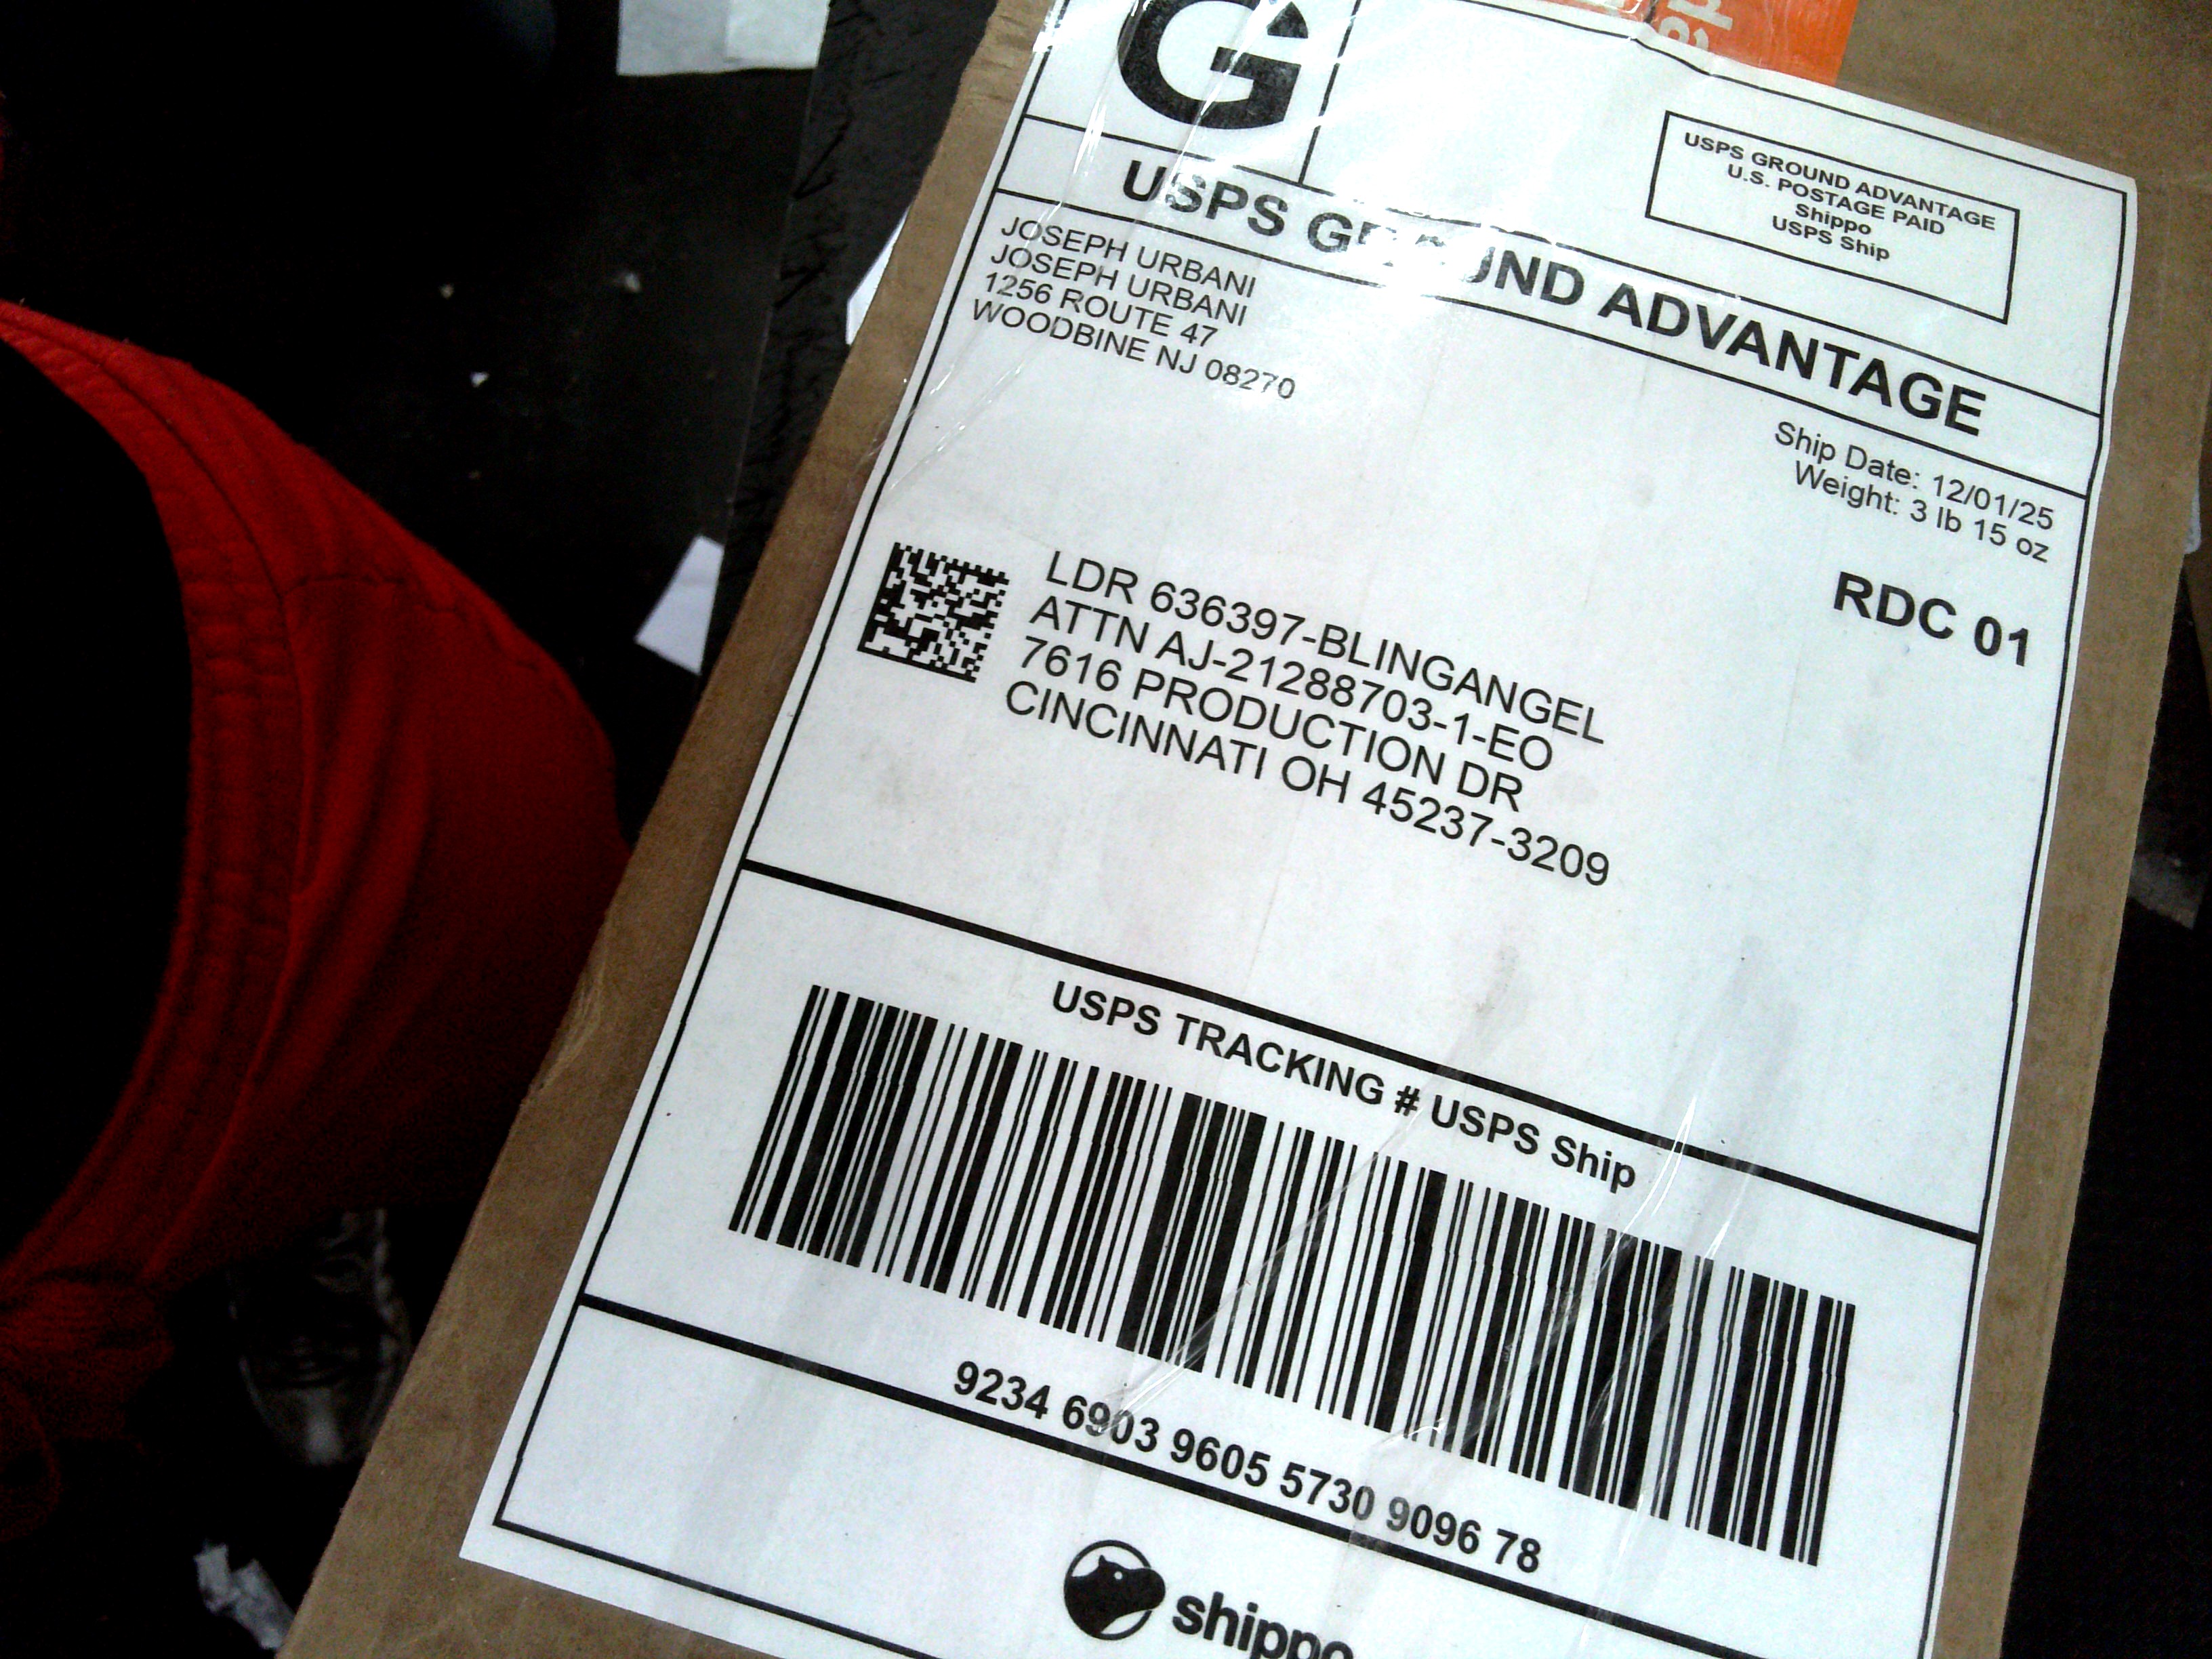 G
USPS GROUND ADVANTAGE
U.S. POSTAGE PAID
Shippo
USPS Ship
USPS GROUND ADVANTAGE
JOSEPH URBANI
JOSEPH URBANI
1256 ROUTE 47
WOODBINE NJ 08270
Ship Date: 12/01/25
Weight: 3 lb 15 oz
RDC 01
LDR 636397-BLINGANGEL
ATTN AJ-21288703-1-EO
7616 PRODUCTION DR
CINCINNATI OH 45237-3209
USPS TRACKING # USPS Ship
9234 6903 9605 5730 9096 78
shippo